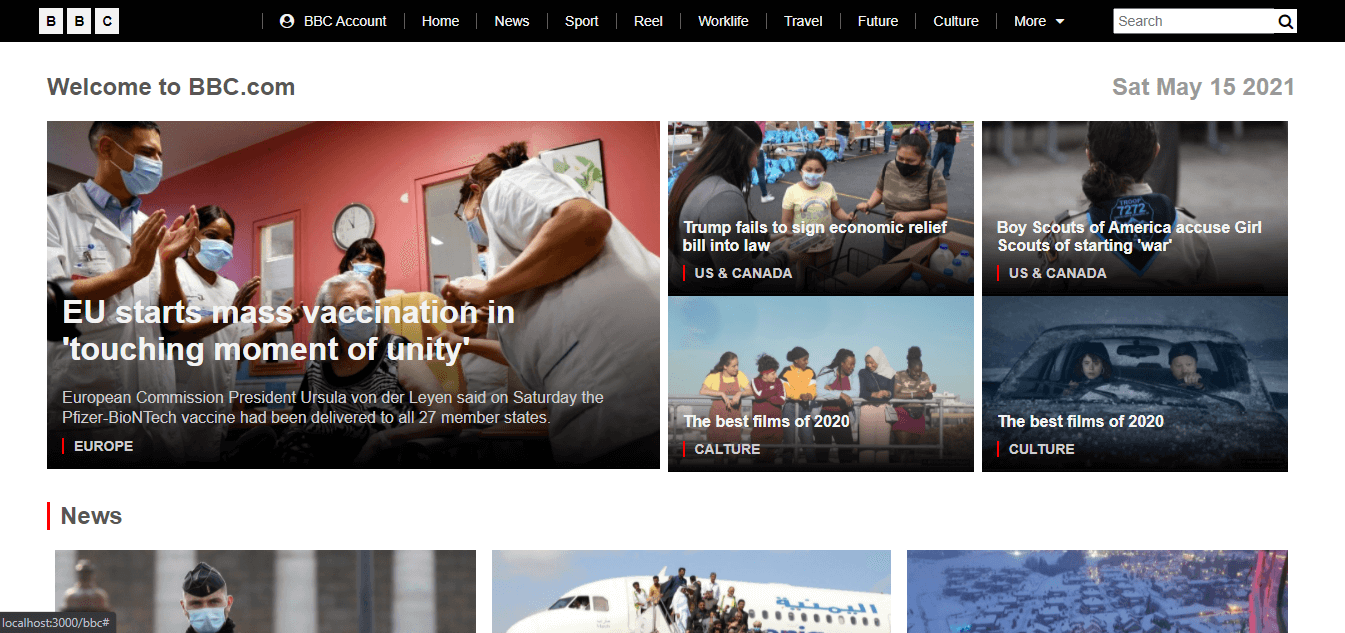 B B C
BBC Account
Home
News
Sport
Reel
Worklife
Travel
Future
Culture
More
Search
Welcome to BBC.com
Sat May 15 2021
EU starts mass vaccination in
'touching moment of unity'
European Commission President Ursula von der Leyen said on Saturday the
Pfizer-BioNTech vaccine had been delivered to all 27 member states.
EUROPE
Trump fails to sign economic relief
bill into law
US & CANADA
TROOP
7272
Boy Scouts of America accuse Girl
Scouts of starting 'war'
US & CANADA
The best films of 2020
CALTURE
The best films of 2020
CULTURE
News
اليمنية
localhost:3000/bbc#